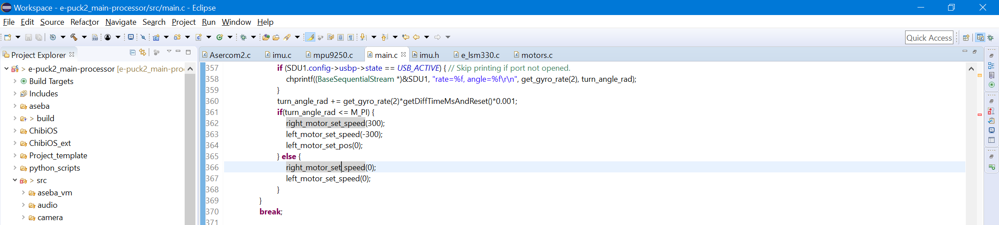 Workspace - e-puck2_main-processor/src/main.c - Eclipse
File Edit Source Refactor Navigate Search Project Run Window Help
Quick Access
Project Explorer
Asercom2.c imu.c mpu9250.c main.c imu.h e_lsm330.c motors.c
> e-puck2_main-processor [e-puck2_main-pro
Build Targets
Includes
aseba
> build
ChibiOS
ChibiOS_ext
Project_template
python_scripts
> src
aseba_vm
audio
camera
357 if (SDU1.config->usbp->state == USB_ACTIVE) { // Skip printing if port not opened.
358 chprintf((BaseSequentialStream *)&SDU1, "rate=%f, angle=%f\r\n", get_gyro_rate(2), turn_angle_rad);
359 }
360 turn_angle_rad += get_gyro_rate(2)*getDiffTimeMsAndReset()*0.001;
361 if(turn_angle_rad <= M_PI) {
362 right_motor_set_speed(300);
363 left_motor_set_speed(-300);
364 left_motor_set_pos(0);
365 } else {
366 right_motor_set_speed(0);
367 left_motor_set_speed(0);
368 }
369 }
370 break;
371